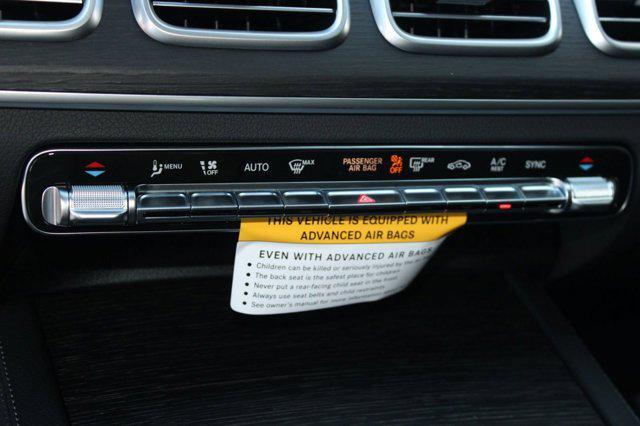 MENU
OFF
AUTO
MAX
PASSENGER
AIR BAG
OFF
REAR
A/C
REST
SYNC
THIS VEHICLE IS EQUIPPED WITH
ADVANCED AIR BAGS
EVEN WITH ADVANCED AIR BAGS
• Children can be killed or seriously injured by the
• The back seat is the safest place for children
• Never put a rear-facing child seat in the front
• Always use seat belts and child restraints
• See owner's manual for more information